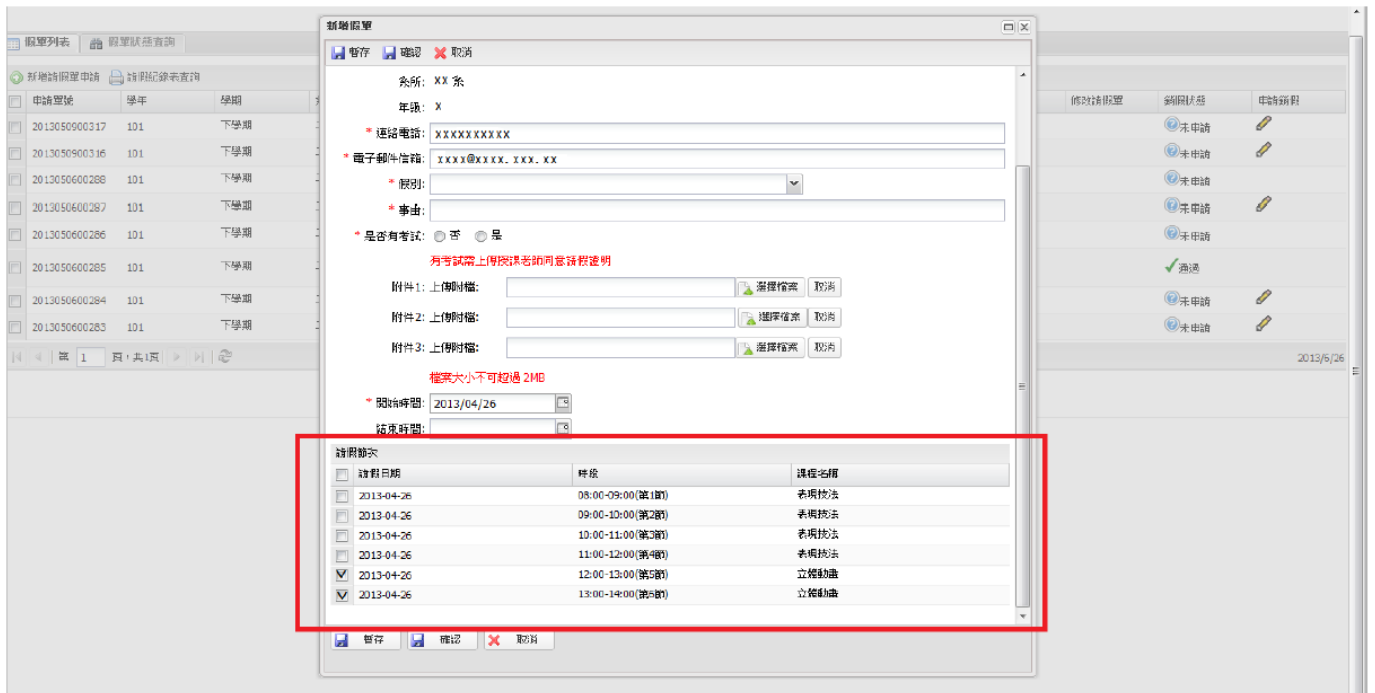 新增假單
假單列表 假單狀態查詢
暫存 確認 取消
新增請假單申請 請假紀錄表查詢
系所: XX 系
申請單號 學年 學期 修改請假單 銷假狀態 申請銷假
年級: X
2013050900317 101 下學期 未申請
* 連絡電話: xxxxxxxxxx
2013050900316 101 下學期 未申請
* 電子郵件信箱: xxxx@xxxx.xxx.xx
2013050600288 101 下學期 未申請
* 假別:
2013050600287 101 下學期 未申請
* 事由:
2013050600286 101 下學期 未申請
* 是否有考試: 否 是
有考試需上傳授課老師同意請假證明
2013050600285 101 下學期 通過
附件1: 上傳附檔: 選擇檔案 取消
2013050600284 101 下學期 未申請
附件2: 上傳附檔: 選擇檔案 取消
2013050600283 101 下學期 未申請
附件3: 上傳附檔: 選擇檔案 取消
第 1 頁,共1頁 2013/6/26
檔案大小不可超過 2MB
* 開始時間: 2013/04/26
結束時間:
請假節次
請假日期 時段 課程名稱
2013-04-26 08:00-09:00(第1節) 表現技法
2013-04-26 09:00-10:00(第2節) 表現技法
2013-04-26 10:00-11:00(第3節) 表現技法
2013-04-26 11:00-12:00(第4節) 表現技法
2013-04-26 12:00-13:00(第5節) 立體動畫
2013-04-26 13:00-14:00(第6節) 立體動畫
暫存 確認 取消